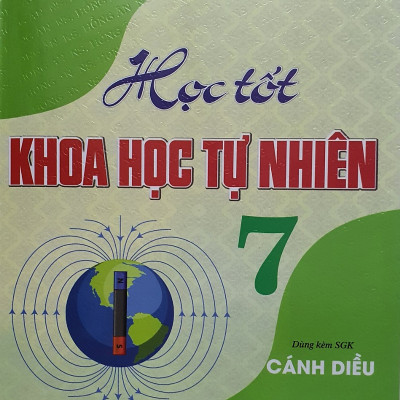 Học tốt
KHOA HỌC TỰ NHIÊN
7
N
S
Dùng kèm SGK
CÁNH DIỀU